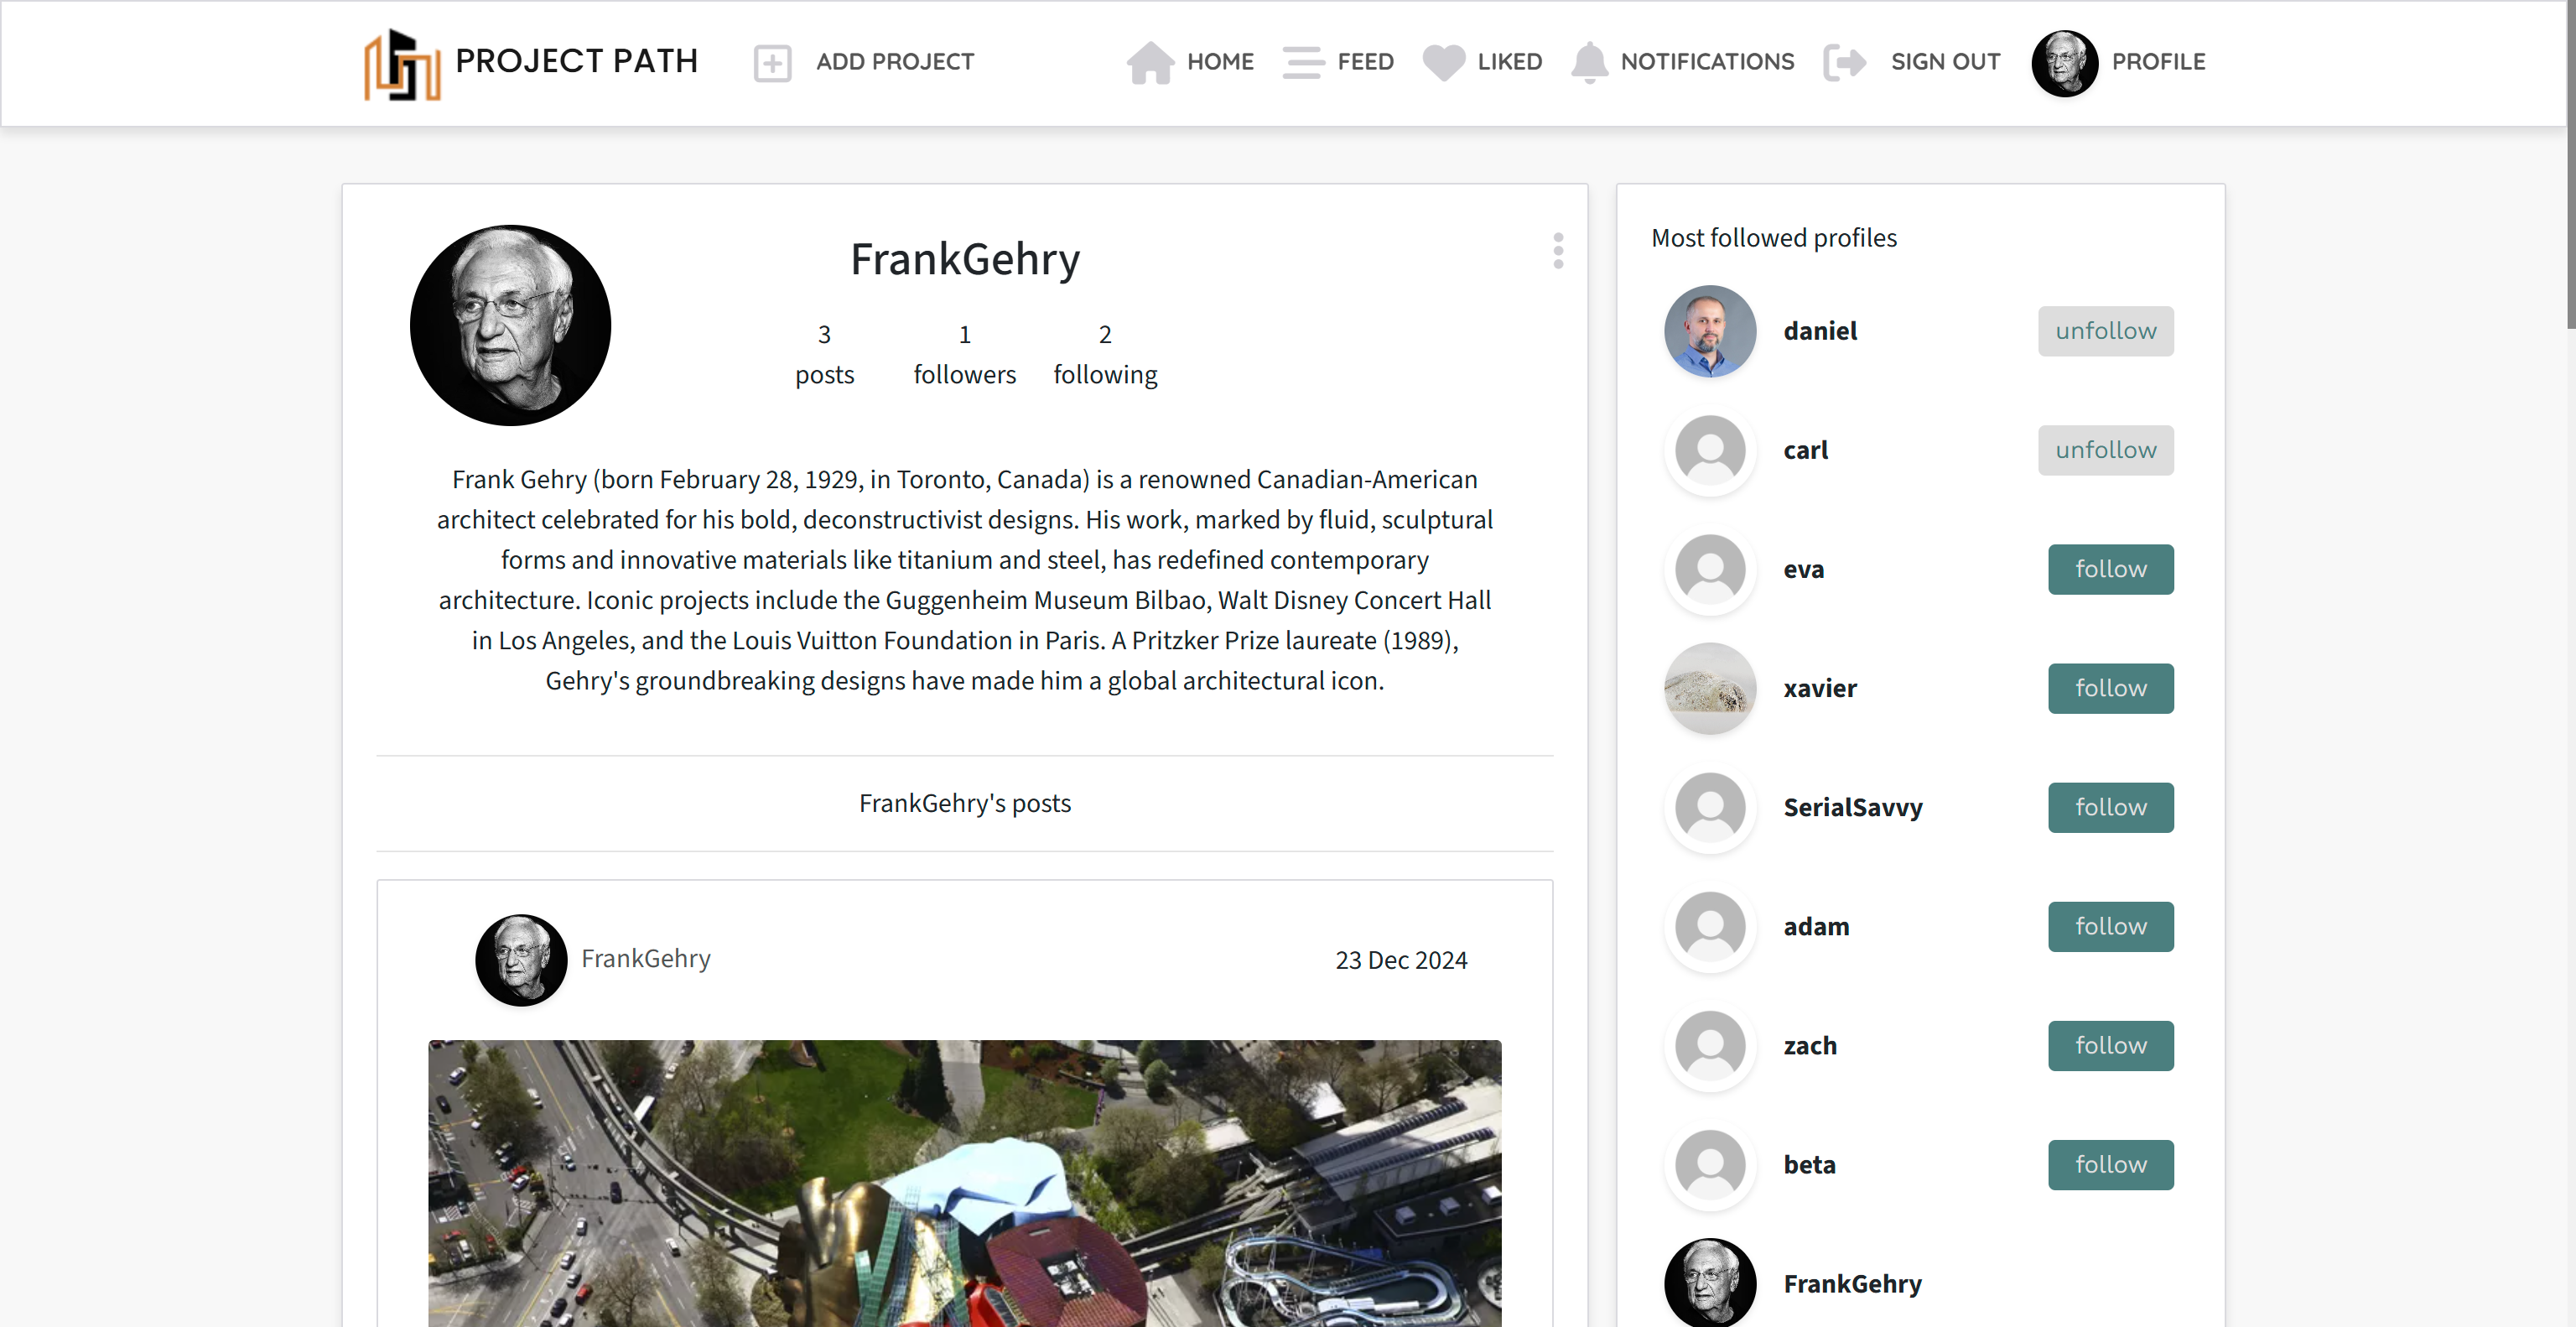 PROJECT PATH
ADD PROJECT
HOME
FEED
LIKED
NOTIFICATIONS
SIGN OUT
PROFILE
FrankGehry
3
posts
1
followers
2
following
Frank Gehry (born February 28, 1929, in Toronto, Canada) is a renowned Canadian-American
architect celebrated for his bold, deconstructivist designs. His work, marked by fluid, sculptural
forms and innovative materials like titanium and steel, has redefined contemporary
architecture. Iconic projects include the Guggenheim Museum Bilbao, Walt Disney Concert Hall
in Los Angeles, and the Louis Vuitton Foundation in Paris. A Pritzker Prize laureate (1989),
Gehry's groundbreaking designs have made him a global architectural icon.
FrankGehry's posts
FrankGehry
23 Dec 2024
Most followed profiles
daniel
unfollow
carl
unfollow
eva
follow
xavier
follow
SerialSavvy
follow
adam
follow
zach
follow
beta
follow
FrankGehry